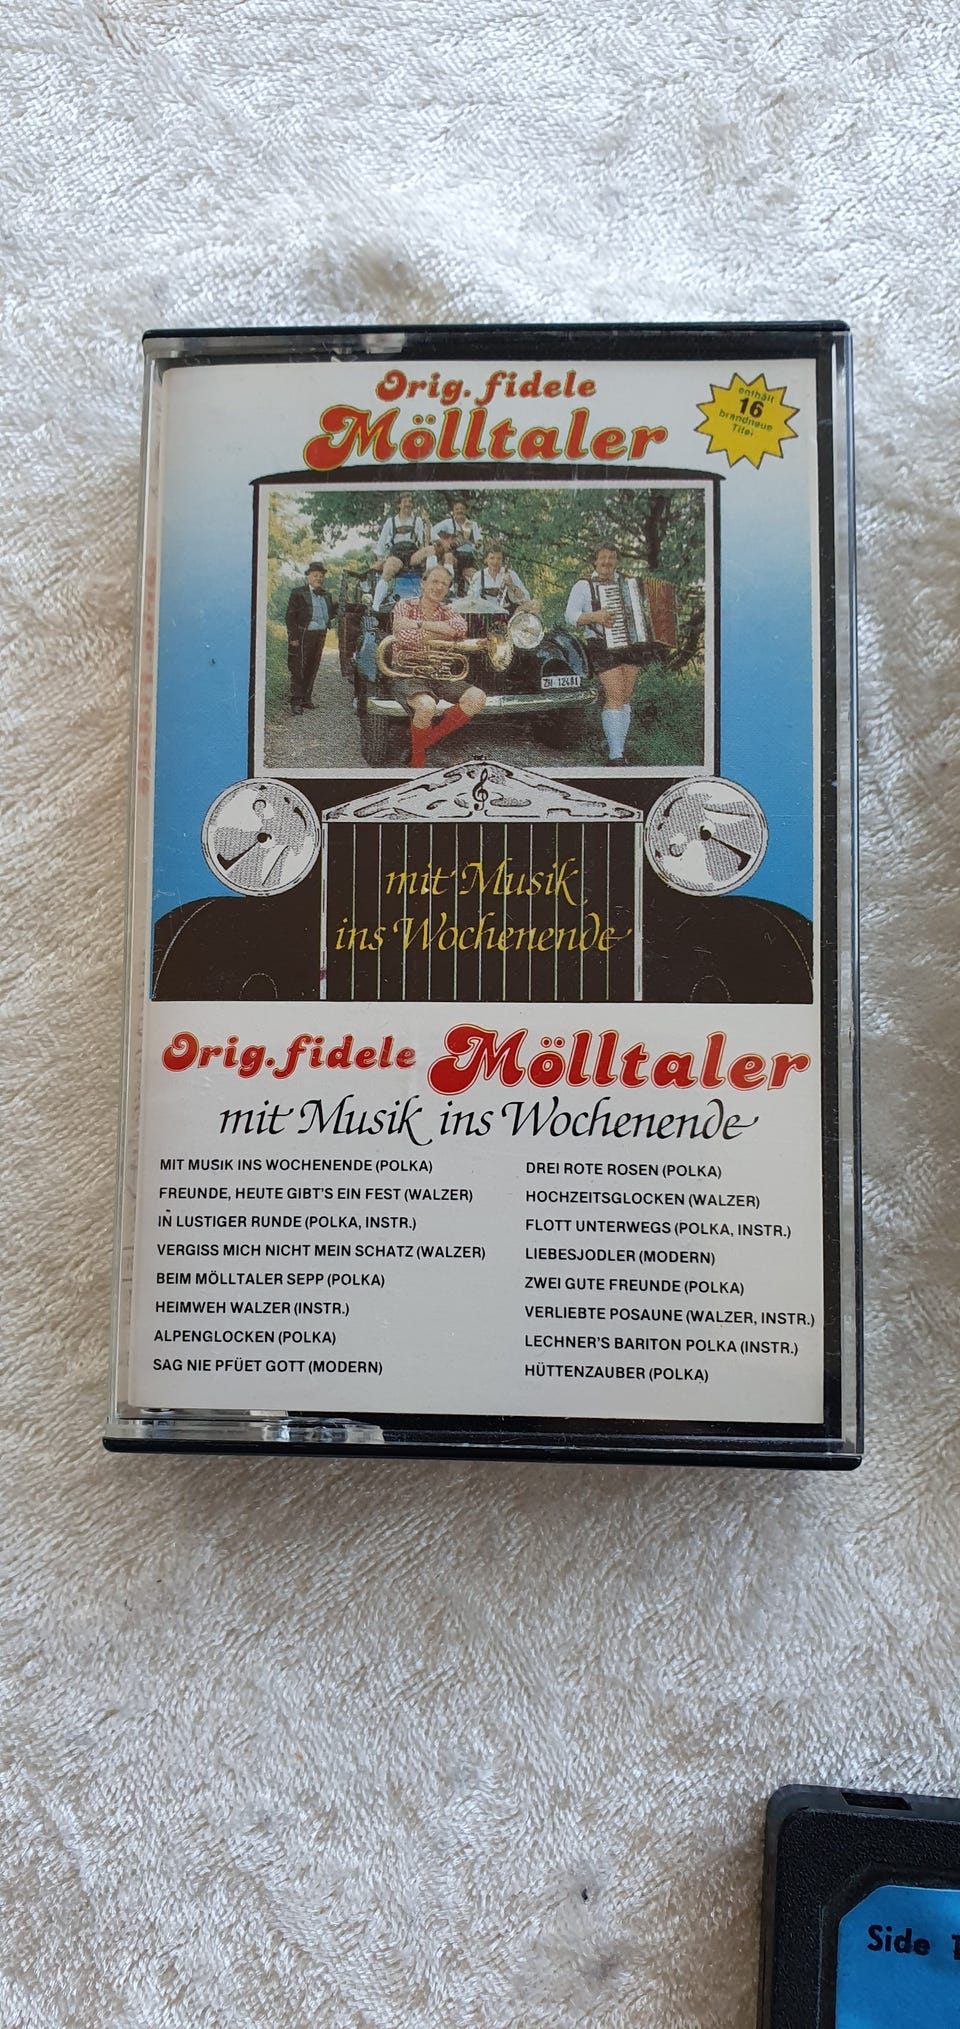 Orig. fidele
Mölltaler
enthält
16
brandneue
Titel
ZH·12491
mit Musik
ins Wochenende
Orig. fidele Mölltaler
mit Musik ins Wochenende
MIT MUSIK INS WOCHENENDE (POLKA)
FREUNDE, HEUTE GIBT'S EIN FEST (WALZER)
IN LUSTIGER RUNDE (POLKA, INSTR.)
VERGISS MICH NICHT MEIN SCHATZ (WALZER)
BEIM MÖLLTALER SEPP (POLKA)
HEIMWEH WALZER (INSTR.)
ALPENGLOCKEN (POLKA)
SAG NIE PFÜET GOTT (MODERN)
DREI ROTE ROSEN (POLKA)
HOCHZEITSGLOCKEN (WALZER)
FLOTT UNTERWEGS (POLKA, INSTR.)
LIEBESJODLER (MODERN)
ZWEI GUTE FREUNDE (POLKA)
VERLIEBTE POSAUNE (WALZER, INSTR.)
LECHNER'S BARITON POLKA (INSTR.)
HÜTTENZAUBER (POLKA)
Side